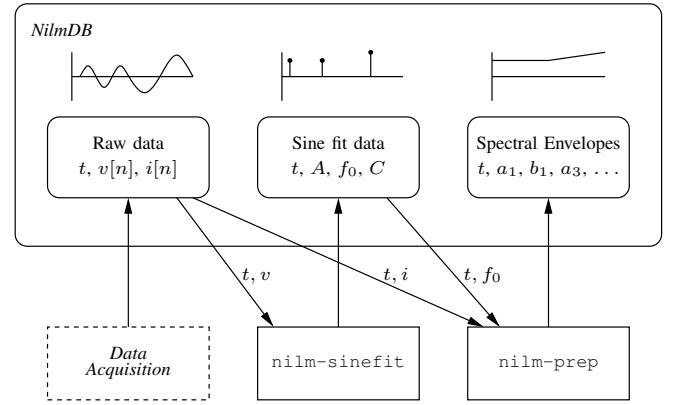 NilmDB
Raw data
t, v[n], i[n]
Sine fit data
t, A, f₀, C
Spectral Envelopes
t, a₁, b₁, a₃, . . .
t, v
t, i
t, f₀
Data
Acquisition
nilm-sinefit
nilm-prep